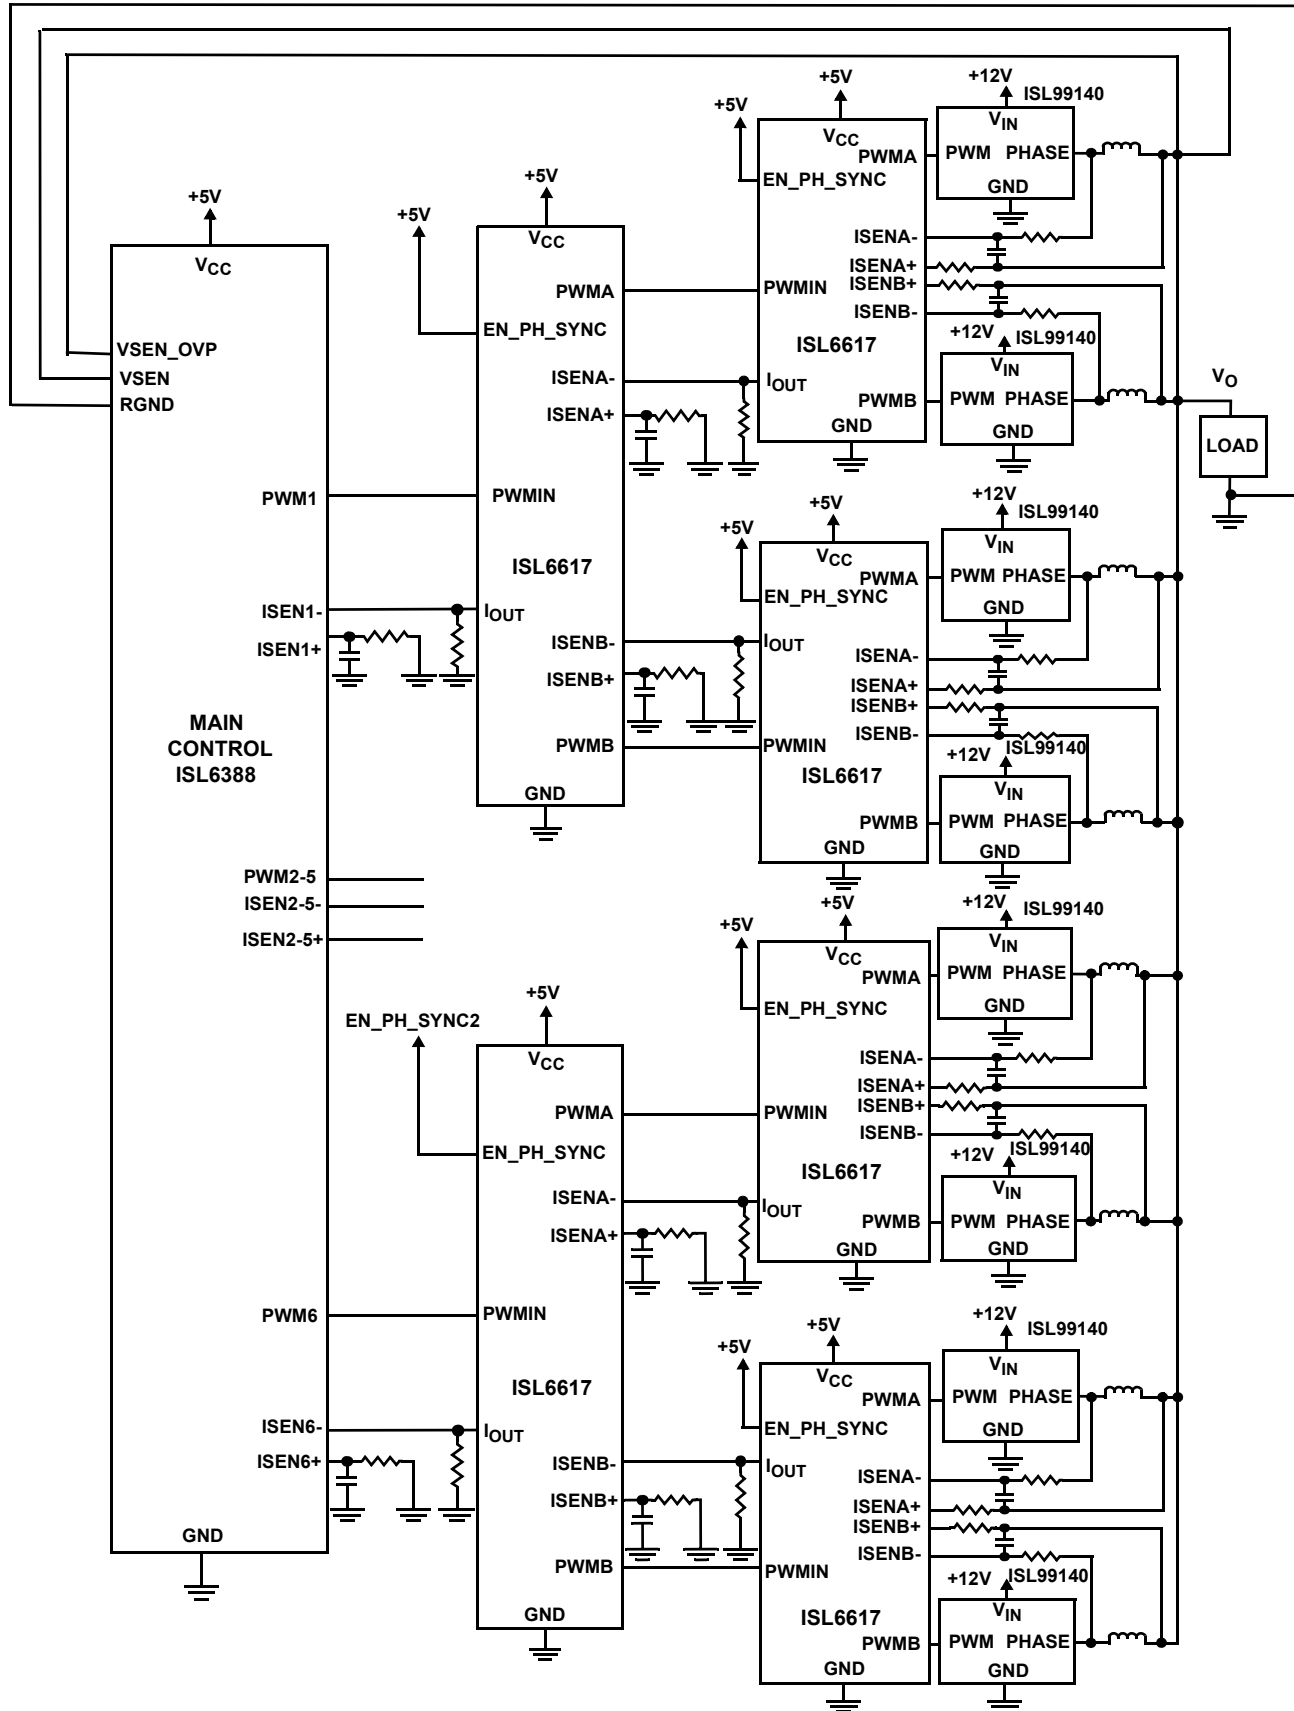 +5V
VCC
VSEN_OVP
VSEN
RGND
PWM1
ISEN1-
ISEN1+
MAIN
CONTROL
ISL6388
PWM2-5
ISEN2-5-
ISEN2-5+
PWM6
ISEN6-
ISEN6+
GND
+5V
+5V
VCC
PWMA
EN_PH_SYNC
ISENA-
ISENA+
PWMIN
ISL6617
IOUT
ISENB-
ISENB+
PWMB
GND
EN_PH_SYNC2
+5V
VCC
PWMA
EN_PH_SYNC
ISENA-
ISENA+
PWMIN
ISL6617
IOUT
ISENB-
ISENB+
PWMB
GND
+5V
+5V
VCC
PWMA
EN_PH_SYNC
ISENA-
ISENA+
ISENB+
PWMIN
ISENB-
ISL6617
IOUT
PWMB
GND
+12V
ISL99140
VIN
PWM PHASE
GND
+12V
ISL99140
VIN
PWM PHASE
GND
+5V
+5V
VCC
PWMA
EN_PH_SYNC
IOUT
ISENA-
ISENA+
ISENB+
ISENB-
PWMIN
ISL6617
PWMB
GND
+12V
ISL99140
VIN
PWM PHASE
GND
+12V
ISL99140
VIN
PWM PHASE
GND
+5V
+5V
VCC
PWMA
EN_PH_SYNC
ISENA-
ISENA+
ISENB+
PWMIN
ISENB-
ISL6617
IOUT
PWMB
GND
+12V
ISL99140
VIN
PWM PHASE
GND
+12V
ISL99140
VIN
PWM PHASE
GND
+5V
+5V
VCC
PWMA
EN_PH_SYNC
IOUT
ISENA-
ISENA+
ISENB+
ISENB-
PWMIN
ISL6617
PWMB
GND
+12V
ISL99140
VIN
PWM PHASE
GND
+12V
ISL99140
VIN
PWM PHASE
GND
VO
LOAD